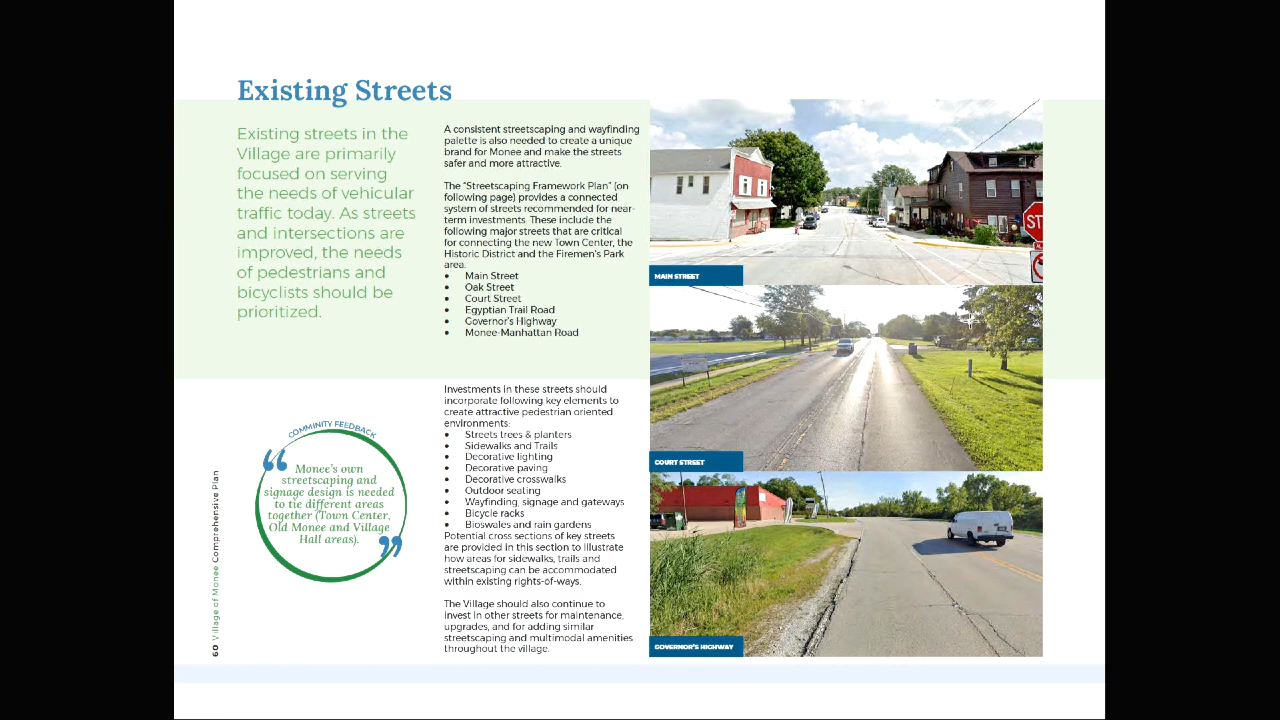 Existing Streets
Existing streets in the
Village are primarily
focused on serving
the needs of vehicular
traffic today. As streets
and intersections are
improved, the needs
of pedestrians and
bicyclists should be
prioritized.
COMMINITY FEEDBACK
“ Monee's own
streetscaping and
signage design is needed
to tie different areas
together (Town Center,
Old Monee and Village
Hall areas). ”
60 Village of Monee Comprehensive Plan
A consistent streetscaping and wayfinding
palette is also needed to create a unique
brand for Monee and make the streets
safer and more attractive.
The "Streetscaping Framework Plan" (on
following page) provides a connected
system of streets recommended for near-
term investments. These include the
following major streets that are critical
for connecting the new Town Center, the
Historic District and the Firemen's Park
area:
• Main Street
• Oak Street
• Court Street
• Egyptian Trail Road
• Governor's Highway
• Monee-Manhattan Road
Investments in these streets should
incorporate following key elements to
create attractive pedestrian oriented
environments:
• Streets trees & planters
• Sidewalks and Trails
• Decorative lighting
• Decorative paving
• Decorative crosswalks
• Outdoor seating
• Wayfinding, signage and gateways
• Bicycle racks
• Bioswales and rain gardens
Potential cross sections of key streets
are provided in this section to illustrate
how areas for sidewalks, trails and
streetscaping can be accommodated
within existing rights-of-ways.
The Village should also continue to
invest in other streets for maintenance,
upgrades, and for adding similar
streetscaping and multimodal amenities
throughout the village.
ST
MAIN STREET
COURT STREET
GOVERNOR'S HIGHWAY